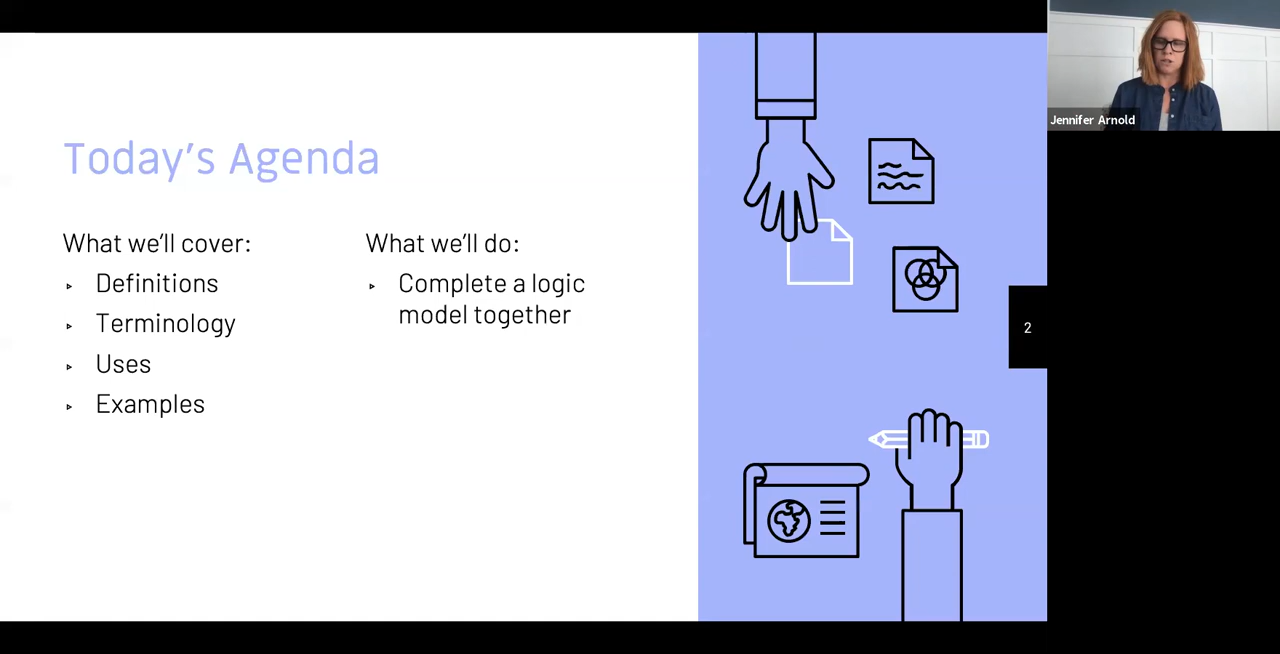 Today's Agenda
What we'll cover:
▹ Definitions
▹ Terminology
▹ Uses
▹ Examples
What we'll do:
▹ Complete a logic
model together
2
Jennifer Arnold